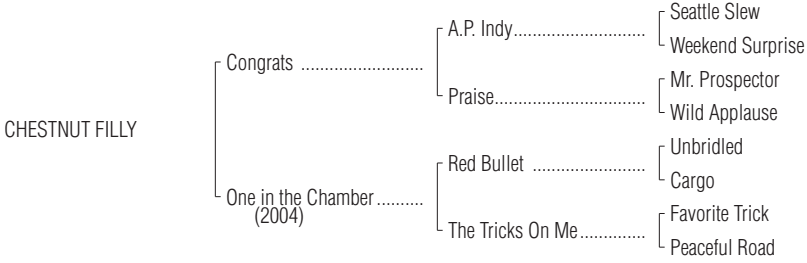 Seattle Slew
A.P. Indy..............................
Weekend Surprise
Congrats ...........................
Mr. Prospector
Praise..................................
Wild Applause
CHESTNUT FILLY
Unbridled
Red Bullet .........................
Cargo
One in the Chamber ..........
(2004)
Favorite Trick
The Tricks On Me..............
Peaceful Road